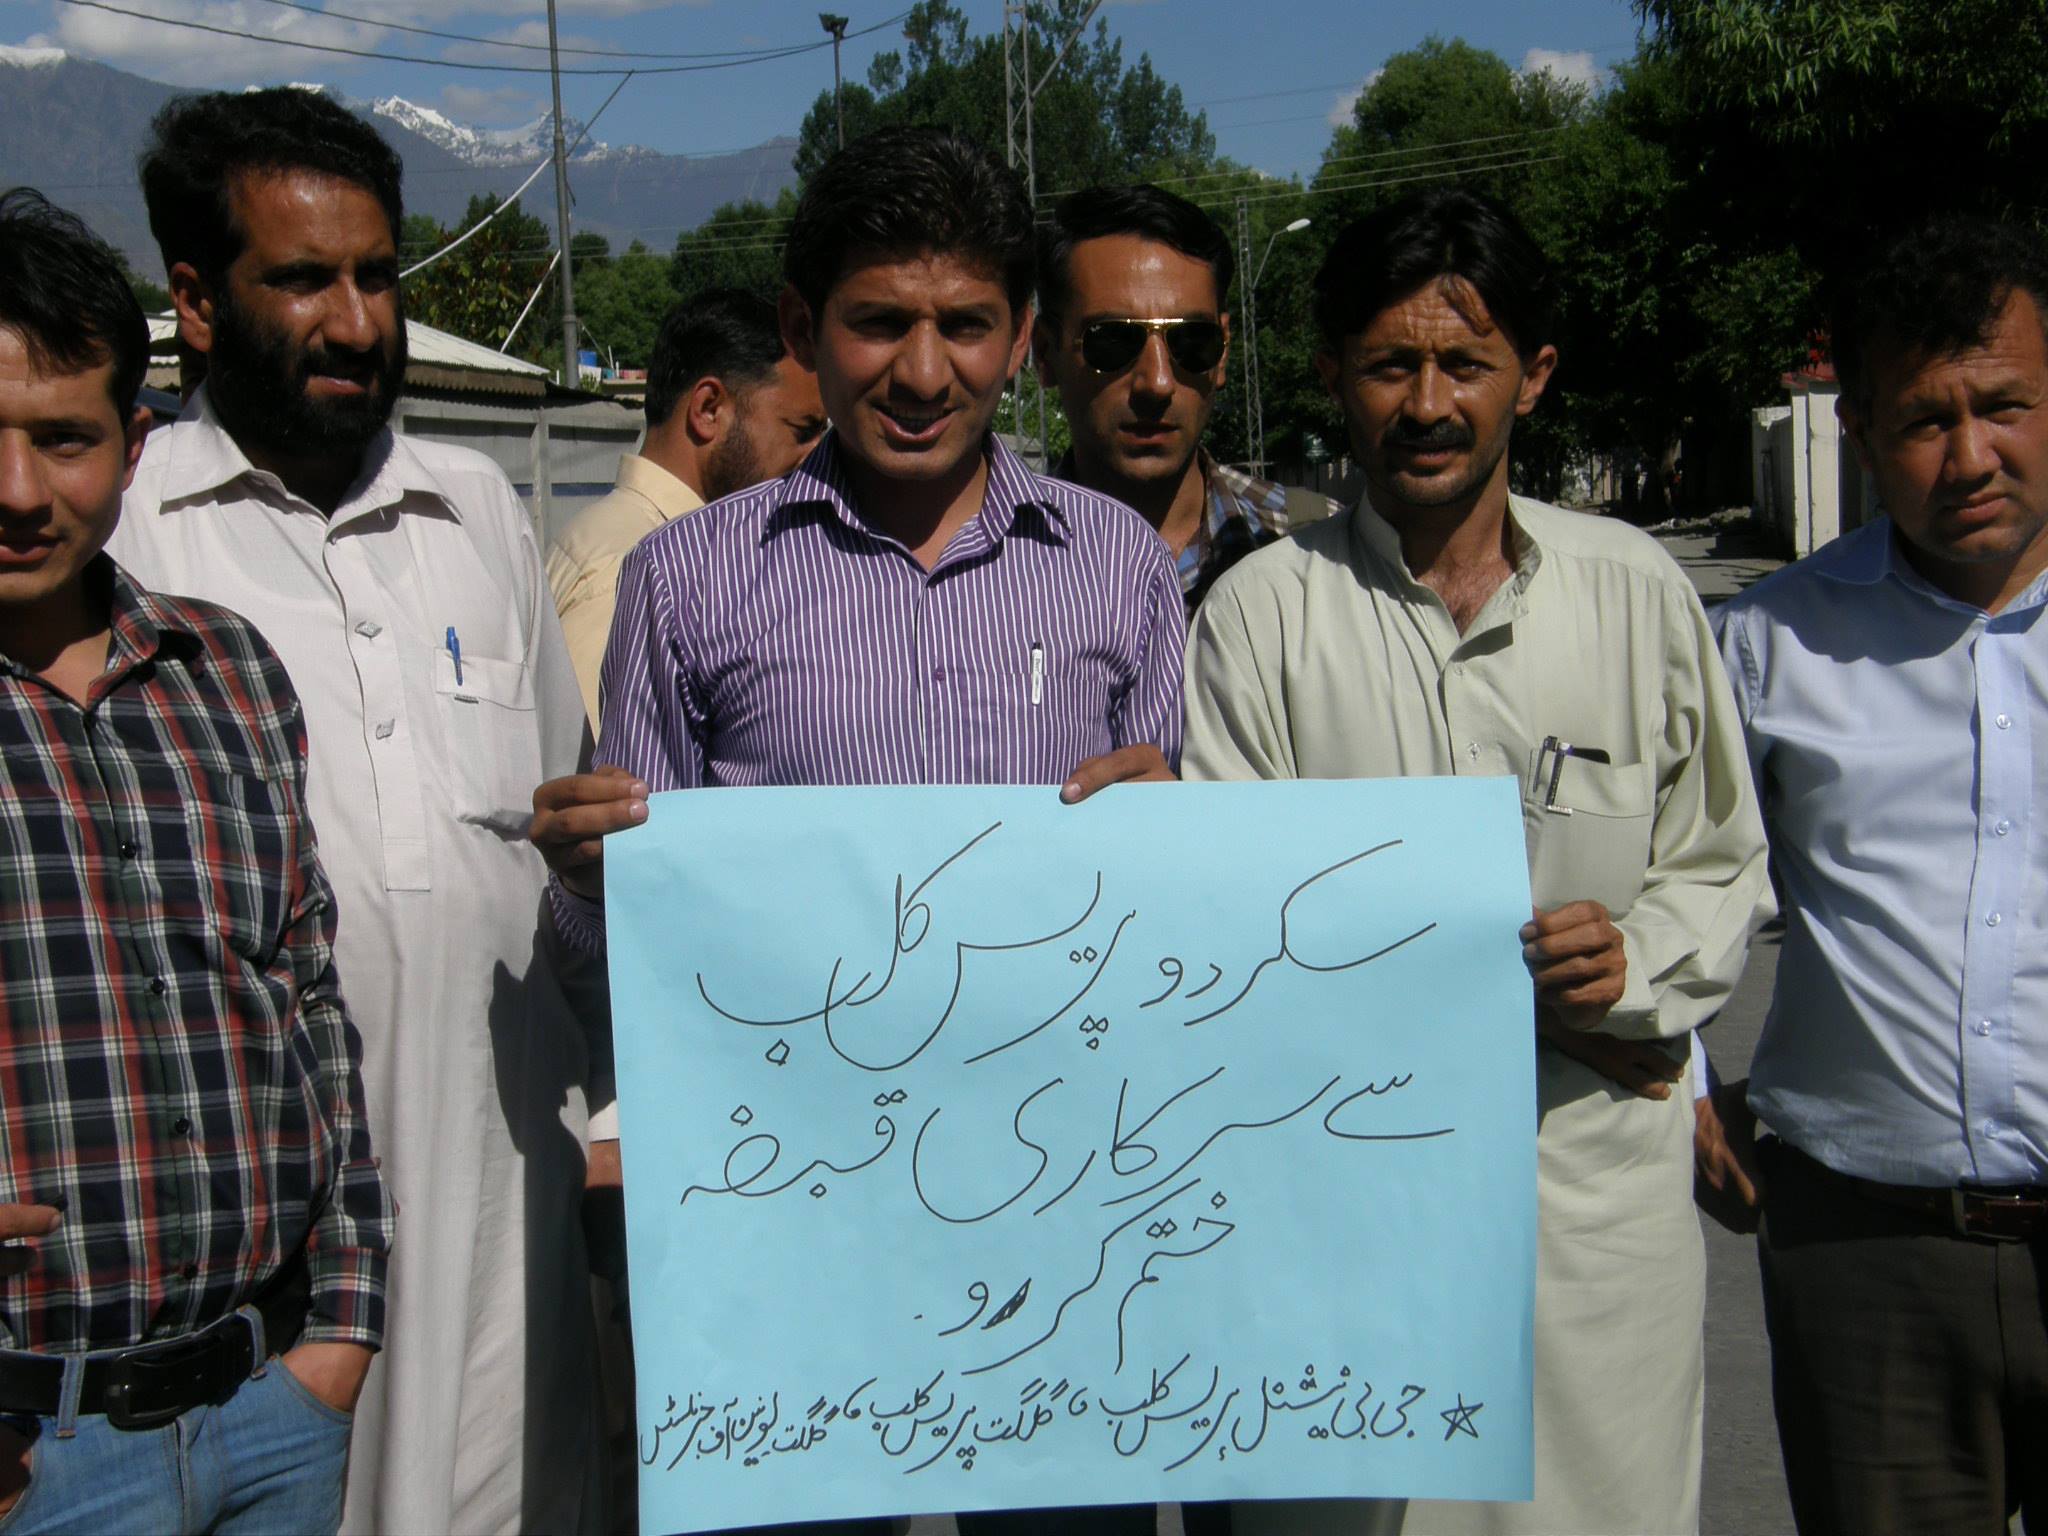 سکردو پریس کلب
سے سرکاری قبضہ
ختم کرو
جی بی نیشنل پریس کلب، گلگت پریس کلب، گلگت یونین آف جرنلسٹس